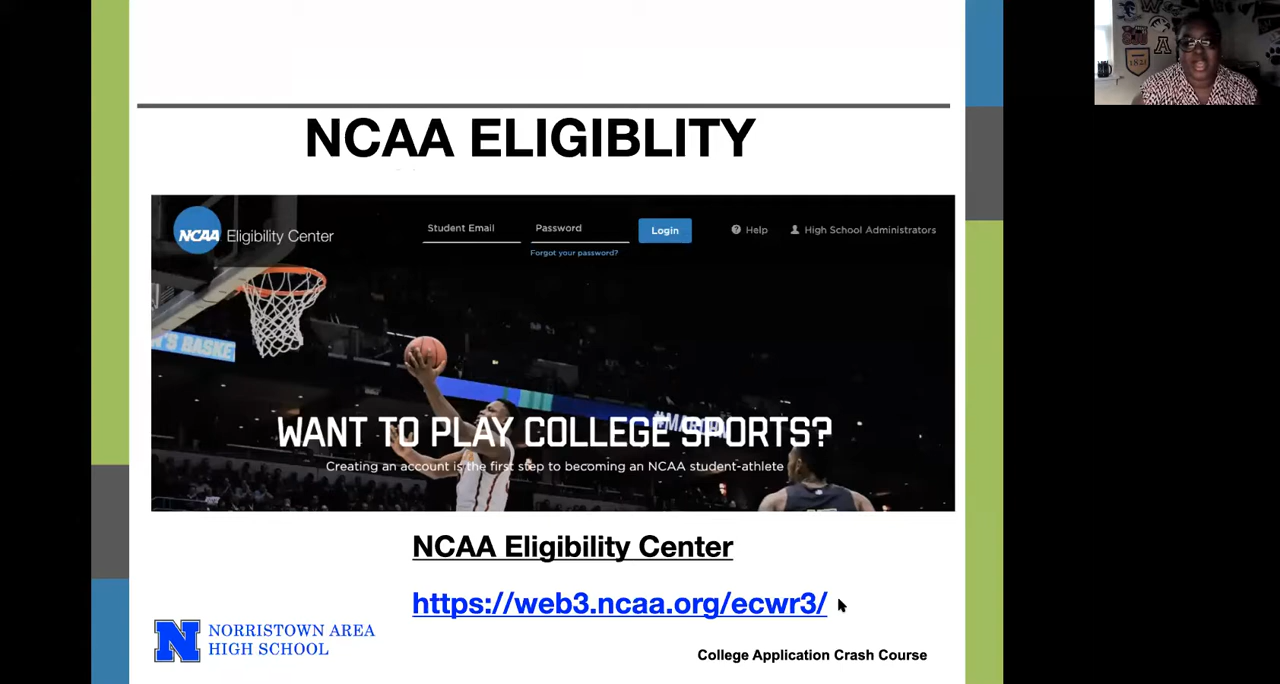 NCAA ELIGIBLITY
NCAA Eligibility Center
Student Email
Password
Login
Help
High School Administrators
Forgot your password?
N'S BASKE
WANT TO PLAY COLLEGE SPORTS?
Creating an account is the first step to becoming an NCAA student-athlete
NCAA Eligibility Center
https://web3.ncaa.org/ecwr3/
N NORRISTOWN AREA
HIGH SCHOOL
College Application Crash Course